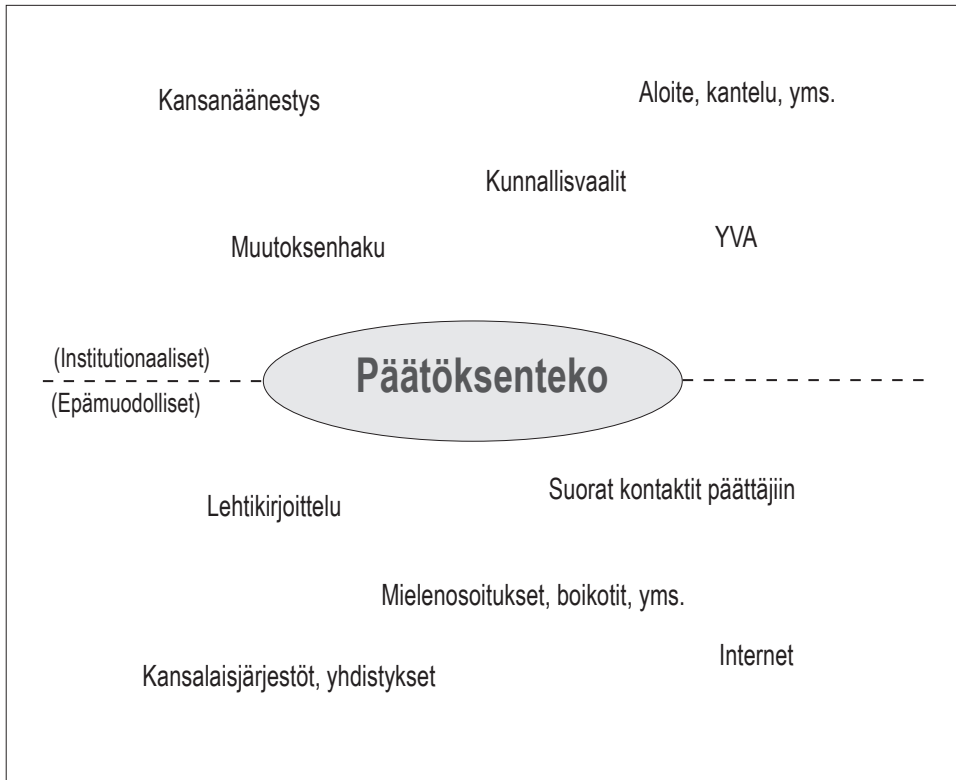 Kansanäänestys
Aloite, kantelu, yms.
Kunnallisvaalit
Muutoksenhaku
YVA
(Institutionaaliset)
Päätöksenteko
(Epämuodolliset)
Suorat kontaktit päättäjiin
Lehtikirjoittelu
Mielenosoitukset, boikotit, yms.
Internet
Kansalaisjärjestöt, yhdistykset